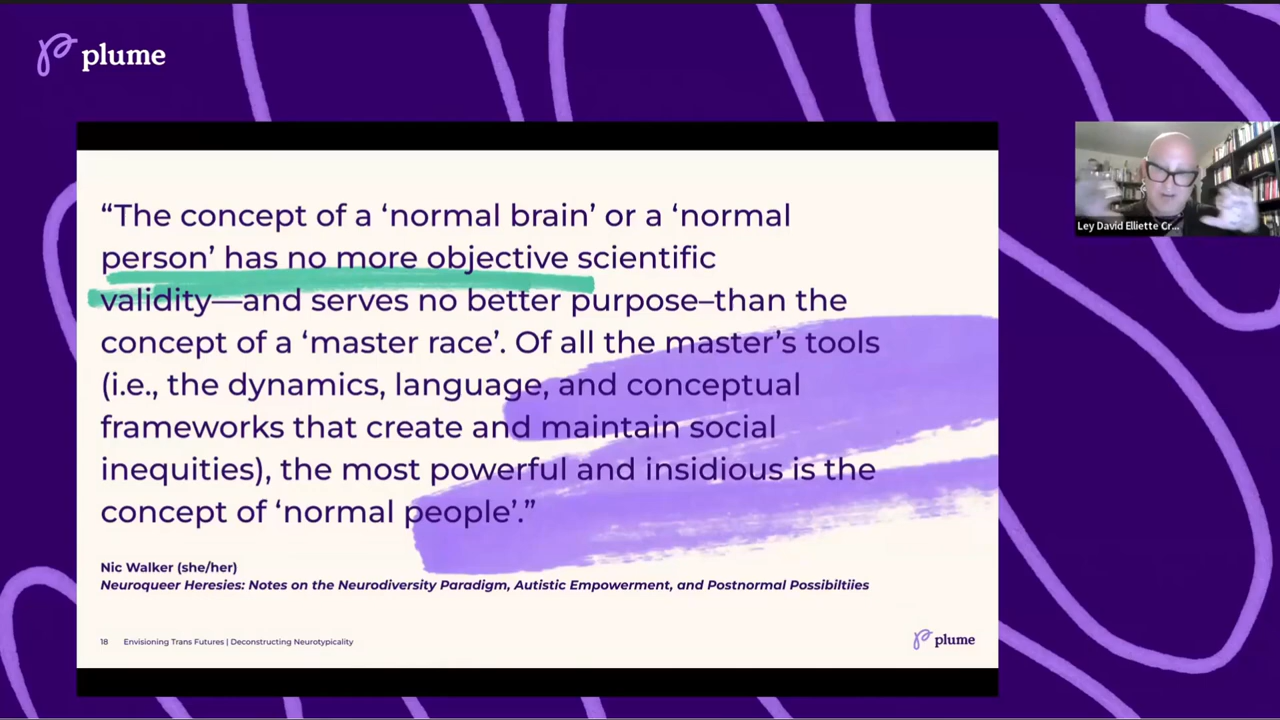 plume
“The concept of a ‘normal brain’ or a ‘normal
person’ has no more objective scientific
validity—and serves no better purpose–than the
concept of a ‘master race’. Of all the master’s tools
(i.e., the dynamics, language, and conceptual
frameworks that create and maintain social
inequities), the most powerful and insidious is the
concept of ‘normal people’.”
Nic Walker (she/her)
Neuroqueer Heresies: Notes on the Neurodiversity Paradigm, Autistic Empowerment, and Postnormal Possibiltiies
18 Envisioning Trans Futures | Deconstructing Neurotypicality
plume
Ley David Elliette Cr...